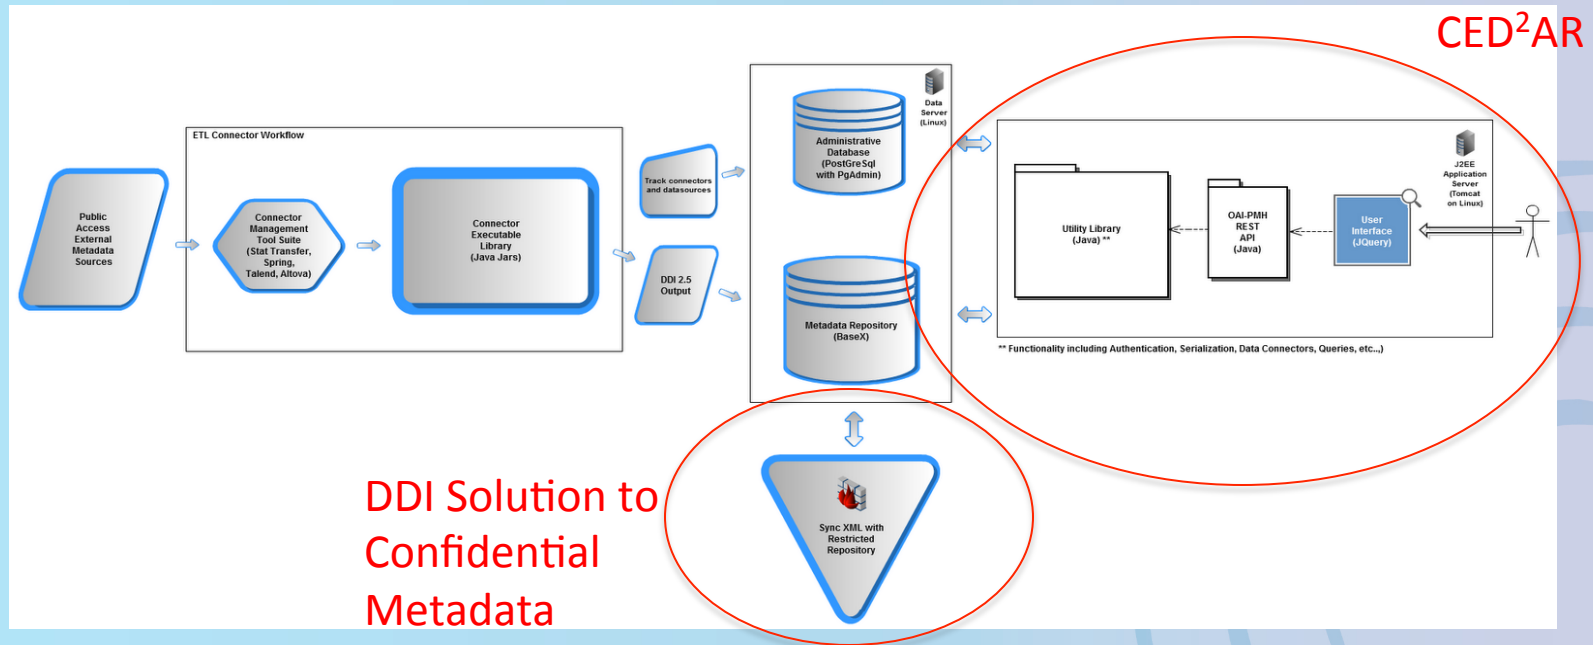 CED²AR
ETL Connector Workflow
Public
Access
External
Metadata
Sources
Connector
Management
Tool Suite
(Stat Transfer,
Spring,
Talend, Altova)
Connector
Executable
Library
(Java Jars)
Track connectors
and datasources
DDI 2.5
Output
Data
Server
(Linux)
Administrative
Database
(PostGreSql
with PgAdmin)
Metadata Repository
(BaseX)
J2EE
Application
Server
(Tomcat
on Linux)
Utility Library
(Java) **
OAI-PMH
REST
API
(Java)
User
Interface
(JQuery)
** Functionality including Authentication, Serialization, Data Connectors, Queries, etc..,)
DDI Solution to
Confidential
Metadata
Sync XML with
Restricted
Repository